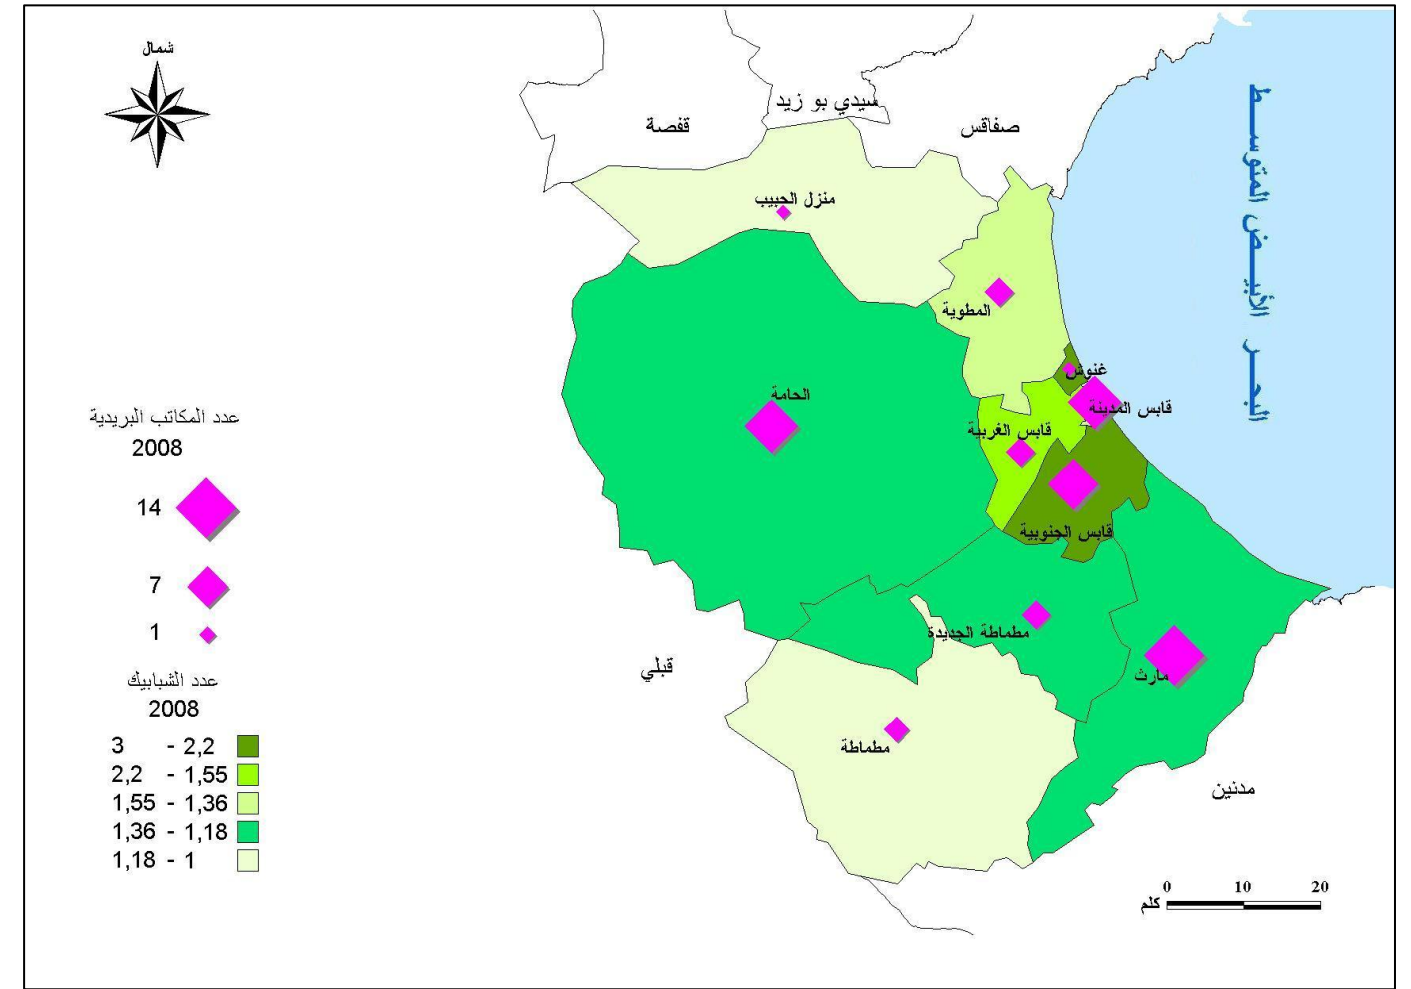 شمال
سيدي بو زيد
قفصة
صفاقس
البحر الأبيض المتوسط
منزل الحبيب
المطوية
غنوش
الحامة
قابس المدينة
قابس الغربية
قابس الجنوبية
مطماطة الجديدة
مارث
مطماطة
قبلي
مدنين
عدد المكاتب البريدية
2008
14
7
1
عدد الشبابيك
2008
3 - 2,2
2,2 - 1,55
1,55 - 1,36
1,36 - 1,18
1,18 - 1
0 10 20
كلم